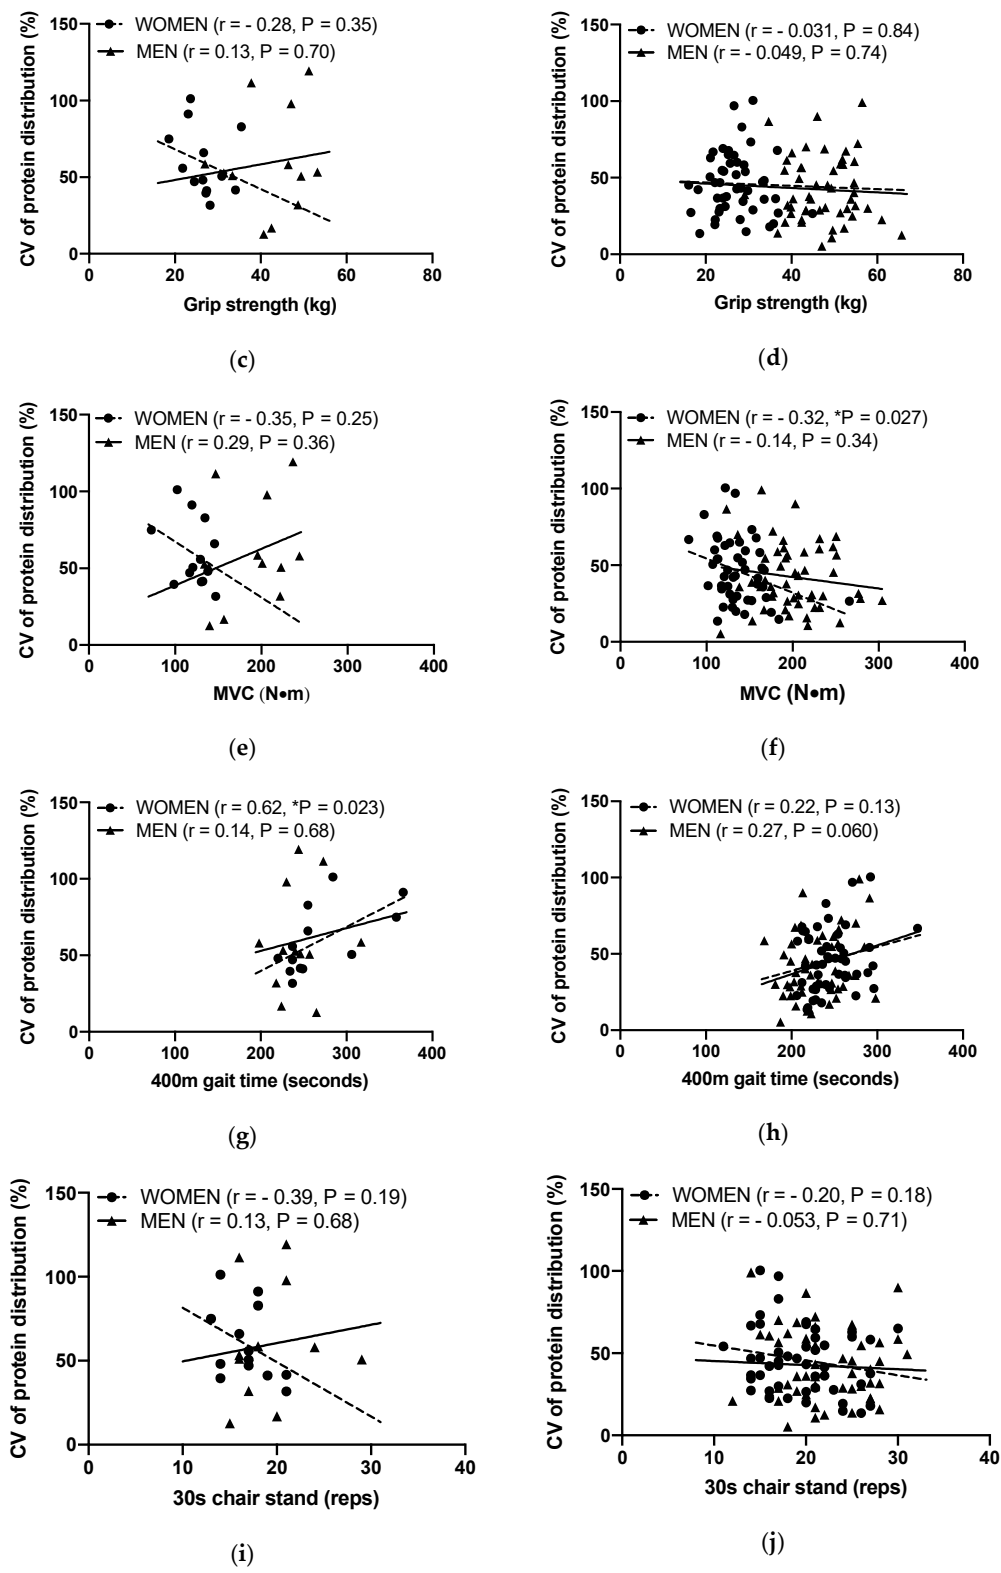 WOMEN (r = - 0.28, P = 0.35)
MEN (r = 0.13, P = 0.70)
CV of protein distribution (%)
150
100
50
0
0 20 40 60 80
Grip strength (kg)
(c)
WOMEN (r = - 0.031, P = 0.84)
MEN (r = - 0.049, P = 0.74)
CV of protein distribution (%)
150
100
50
0
0 20 40 60 80
Grip strength (kg)
(d)
WOMEN (r = - 0.35, P = 0.25)
MEN (r = 0.29, P = 0.36)
CV of protein distribution (%)
150
100
50
0
0 100 200 300 400
MVC (N•m)
(e)
WOMEN (r = - 0.32, *P = 0.027)
MEN (r = - 0.14, P = 0.34)
CV of protein distribution (%)
150
100
50
0
0 100 200 300 400
MVC (N•m)
(f)
WOMEN (r = 0.62, *P = 0.023)
MEN (r = 0.14, P = 0.68)
CV of protein distribution (%)
150
100
50
0
0 100 200 300 400
400m gait time (seconds)
(g)
WOMEN (r = 0.22, P = 0.13)
MEN (r = 0.27, P = 0.060)
CV of protein distribution (%)
150
100
50
0
0 100 200 300 400
400m gait time (seconds)
(h)
WOMEN (r = - 0.39, P = 0.19)
MEN (r = 0.13, P = 0.68)
CV of protein distribution (%)
150
100
50
0
0 10 20 30 40
30s chair stand (reps)
(i)
WOMEN (r = - 0.20, P = 0.18)
MEN (r = - 0.053, P = 0.71)
CV of protein distribution (%)
150
100
50
0
0 10 20 30 40
30s chair stand (reps)
(j)